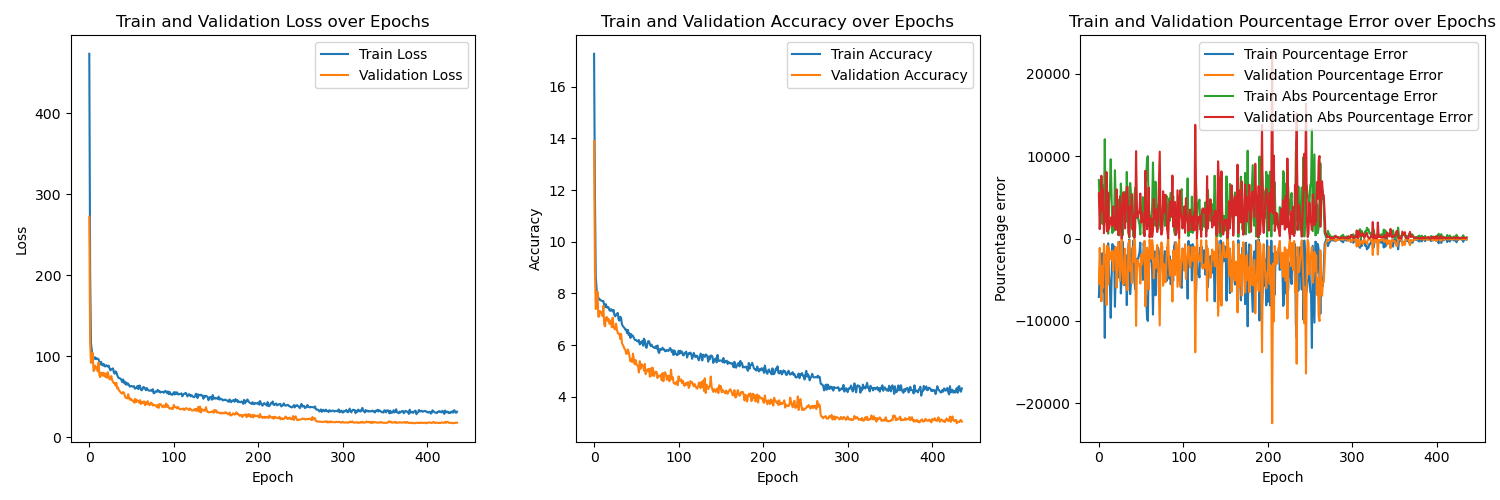 Train and Validation Loss over Epochs
Train Loss
Validation Loss
400
300
200
100
0
Loss
0 100 200 300 400
Epoch
Train and Validation Accuracy over Epochs
Train Accuracy
Validation Accuracy
16
14
12
10
8
6
4
Accuracy
0 100 200 300 400
Epoch
Train and Validation Pourcentage Error over Epochs
Train Pourcentage Error
Validation Pourcentage Error
Train Abs Pourcentage Error
Validation Abs Pourcentage Error
20000
10000
0
−10000
−20000
Pourcentage error
0 100 200 300 400
Epoch